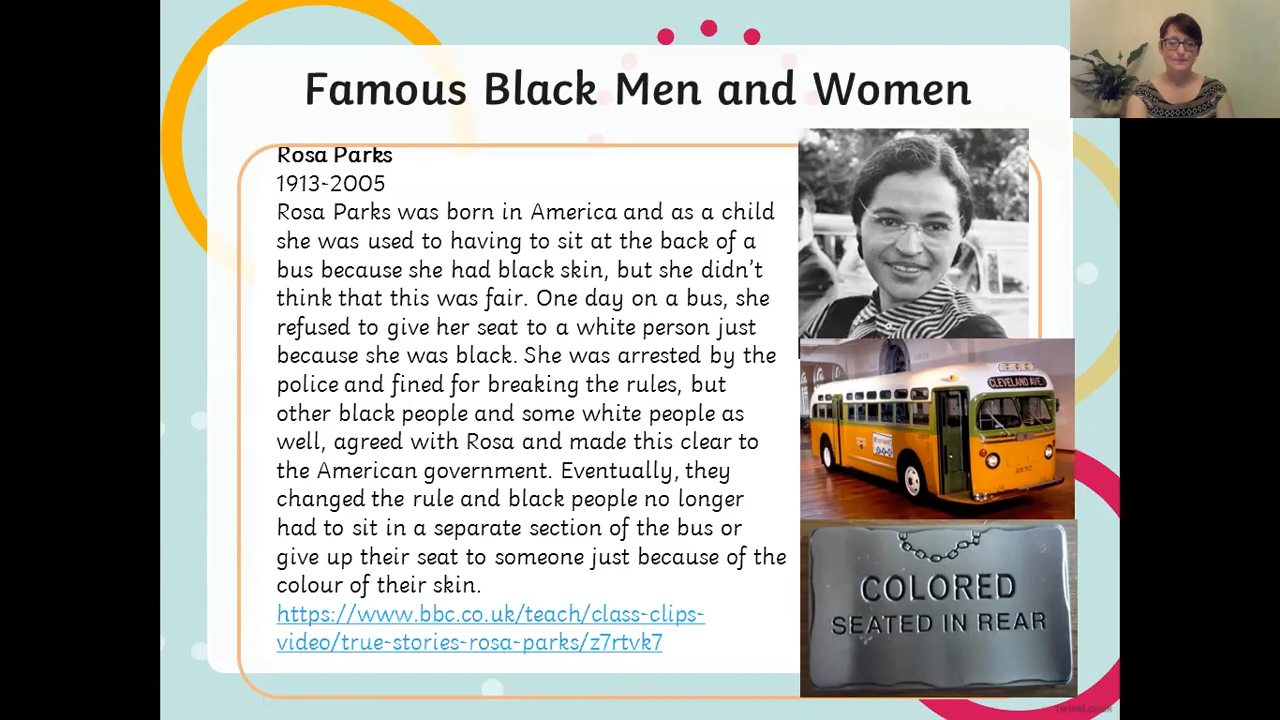 Famous Black Men and Women
Rosa Parks
1913-2005
Rosa Parks was born in America and as a child
she was used to having to sit at the back of a
bus because she had black skin, but she didn't
think that this was fair. One day on a bus, she
refused to give her seat to a white person just
because she was black. She was arrested by the
police and fined for breaking the rules, but
other black people and some white people as
well, agreed with Rosa and made this clear to
the American government. Eventually, they
changed the rule and black people no longer
had to sit in a separate section of the bus or
give up their seat to someone just because of the
colour of their skin.
https://www.bbc.co.uk/teach/class-clips-
video/true-stories-rosa-parks/z7rtvk7
CLEVELAND AVE.
COLORED
SEATED IN REAR